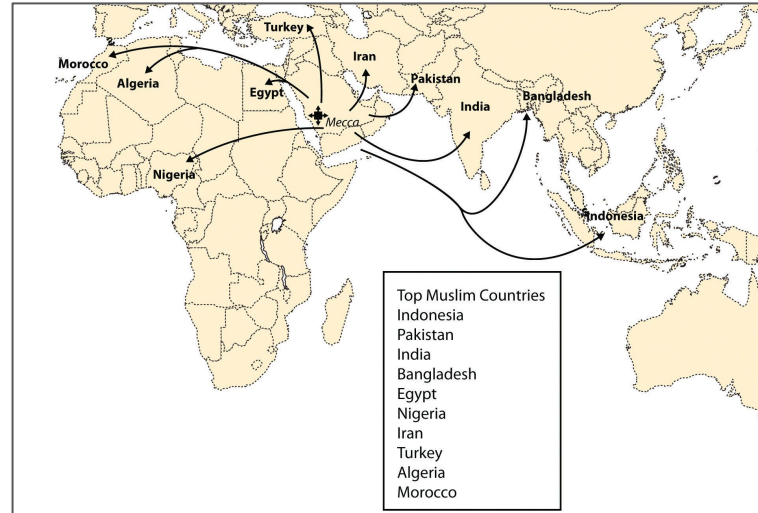 Turkey
Morocco
Algeria
Egypt
Iran
Pakistan
India
Bangladesh
Mecca
Nigeria
Indonesia
Top Muslim Countries
Indonesia
Pakistan
India
Bangladesh
Egypt
Nigeria
Iran
Turkey
Algeria
Morocco